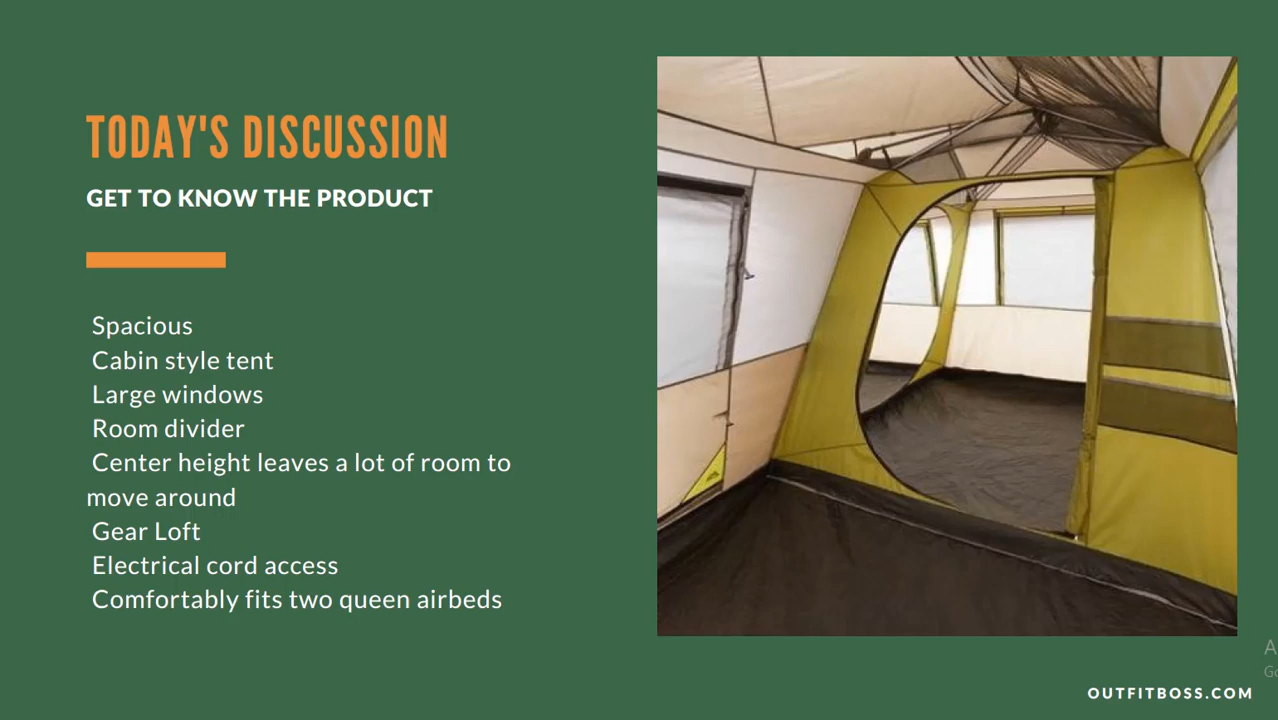 TODAY'S DISCUSSION
GET TO KNOW THE PRODUCT
Spacious
Cabin style tent
Large windows
Room divider
Center height leaves a lot of room to
move around
Gear Loft
Electrical cord access
Comfortably fits two queen airbeds
OUTFITBOSS.COM